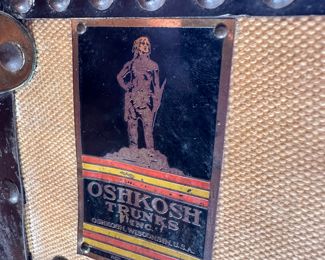 OSHKOSH
TRUNKS
INC.
OSHKOSH, WISCONSIN, U.S.A.